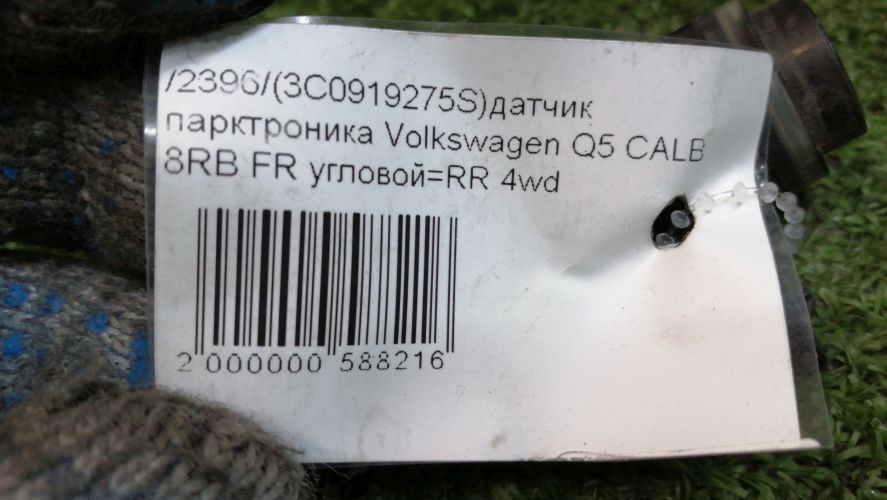 /2396/(3C0919275S)датчик
парктроника Volkswagen Q5 CALB
8RB FR угловой=RR 4wd
2 000000 588216